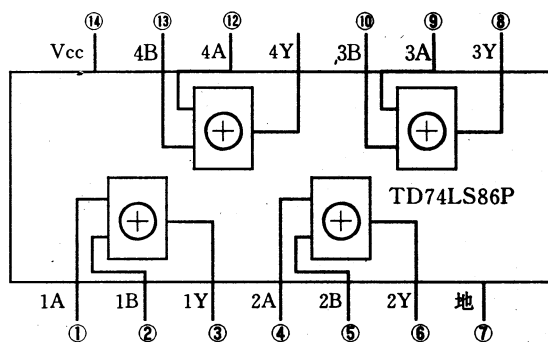 ⑭ ⑬ ⑫ ⑩ ⑨ ⑧
Vcc 4B 4A 4Y 3B 3A 3Y
TD74LS86P
1A 1B 1Y 2A 2B 2Y 地
① ② ③ ④ ⑤ ⑥ ⑦